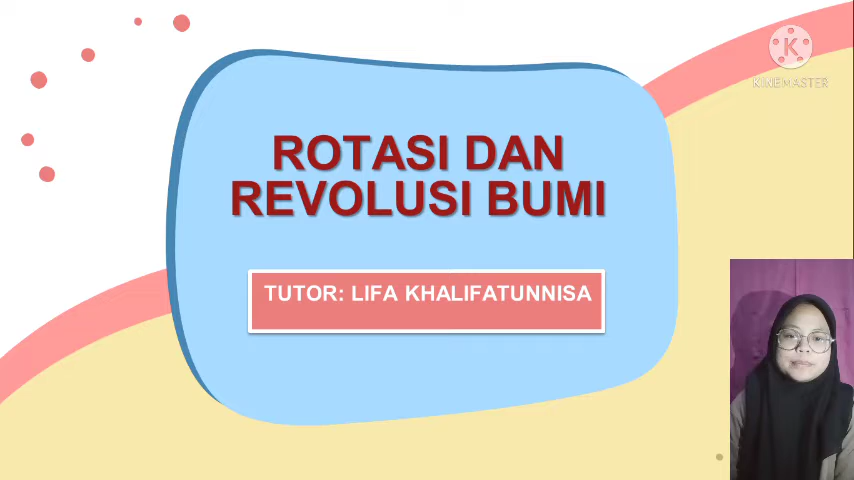 K
KINEMASTER
ROTASI DAN
REVOLUSI BUMI
TUTOR: LIFA KHALIFATUNNISA